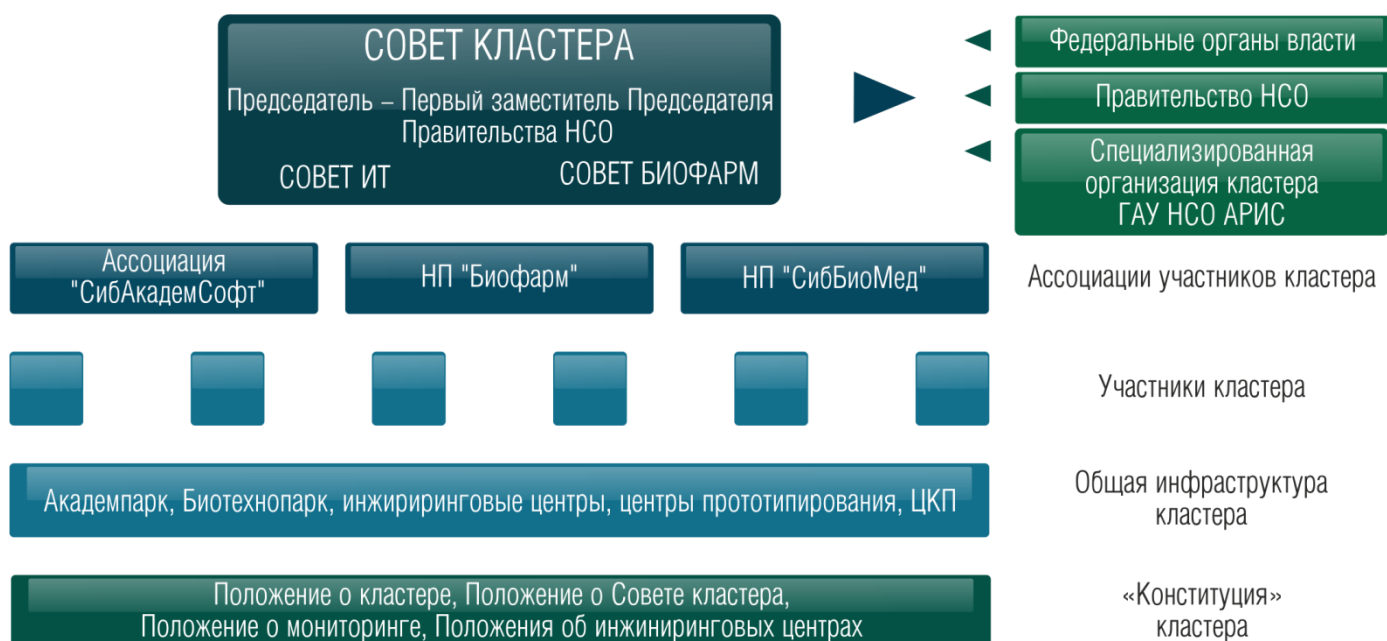 СОВЕТ КЛАСТЕРА
Председатель – Первый заместитель Председателя
Правительства НСО
СОВЕТ ИТ
СОВЕТ БИОФАРМ
Федеральные органы власти
Правительство НСО
Специализированная
организация кластера
ГАУ НСО АРИС
Ассоциация
"СибАкадемСофт"
НП "Биофарм"
НП "СибБиоМед"
Ассоциации участников кластера
Участники кластера
Академпарк, Биотехнопарк, инжириринговые центры, центры прототипирования, ЦКП
Общая инфраструктура
кластера
Положение о кластере, Положение о Совете кластера,
Положение о мониторинге, Положения об инжиниринговых центрах
«Конституция»
кластера